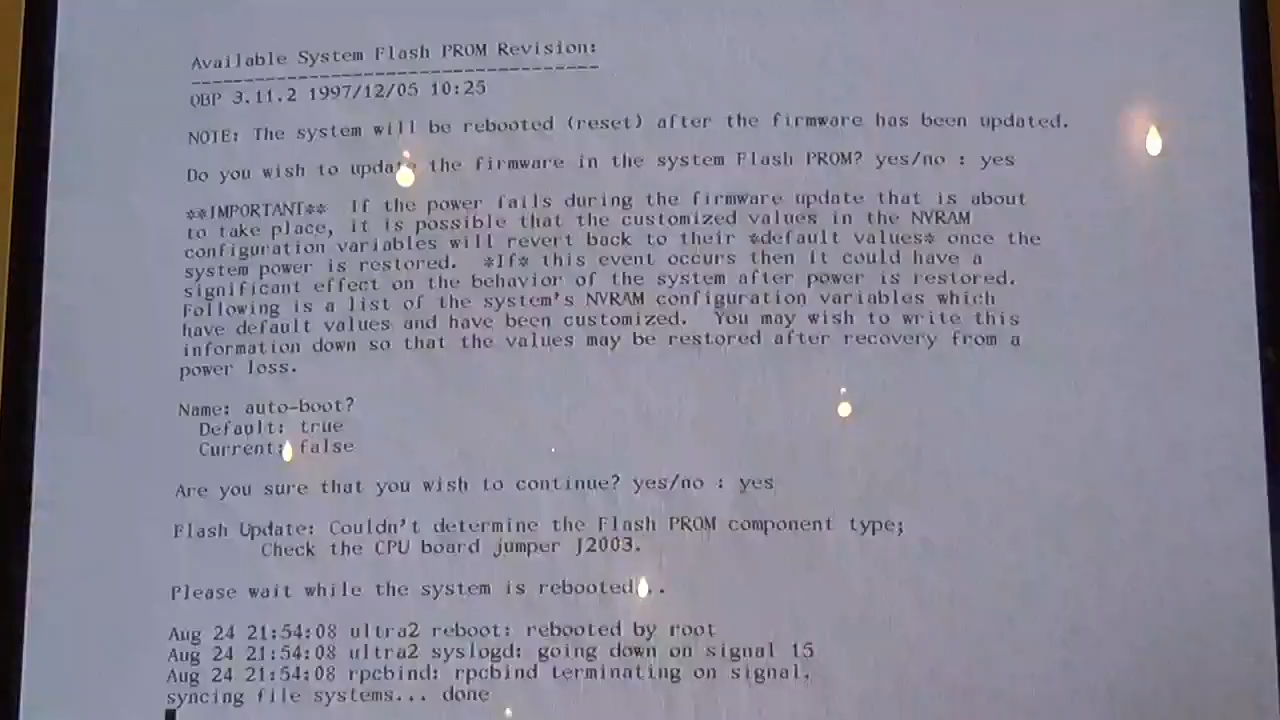 Available System Flash PROM Revision:
-----------------------------------
OBP 3.11.2 1997/12/05 10:25
NOTE: The system will be rebooted (reset) after the firmware has been updated.
Do you wish to update the firmware in the system Flash PROM? yes/no : yes
**IMPORTANT**  If the power fails during the firmware update that is about
to take place, it is possible that the customized values in the NVRAM
configuration variables will revert back to their *default values* once the
system power is restored.  *If* this event occurs then it could have a
significant effect on the behavior of the system after power is restored.
Following is a list of the system's NVRAM configuration variables which
have default values and have been customized.  You may wish to write this
information down so that the values may be restored after recovery from a
power loss.
Name: auto-boot?
Default: true
Current: false
Are you sure that you wish to continue? yes/no : yes
Flash Update: Couldn't determine the Flash PROM component type;
Check the CPU board jumper J2003.
Please wait while the system is rebooted...
Aug 24 21:54:08 ultra2 reboot: rebooted by root
Aug 24 21:54:08 ultra2 syslogd: going down on signal 15
Aug 24 21:54:08 rpcbind: rpcbind terminating on signal.
syncing file systems... done